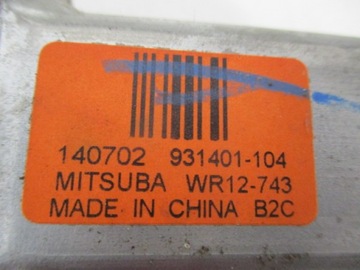 140702 931401-104
MITSUBA WR12-743
MADE IN CHINA B2C